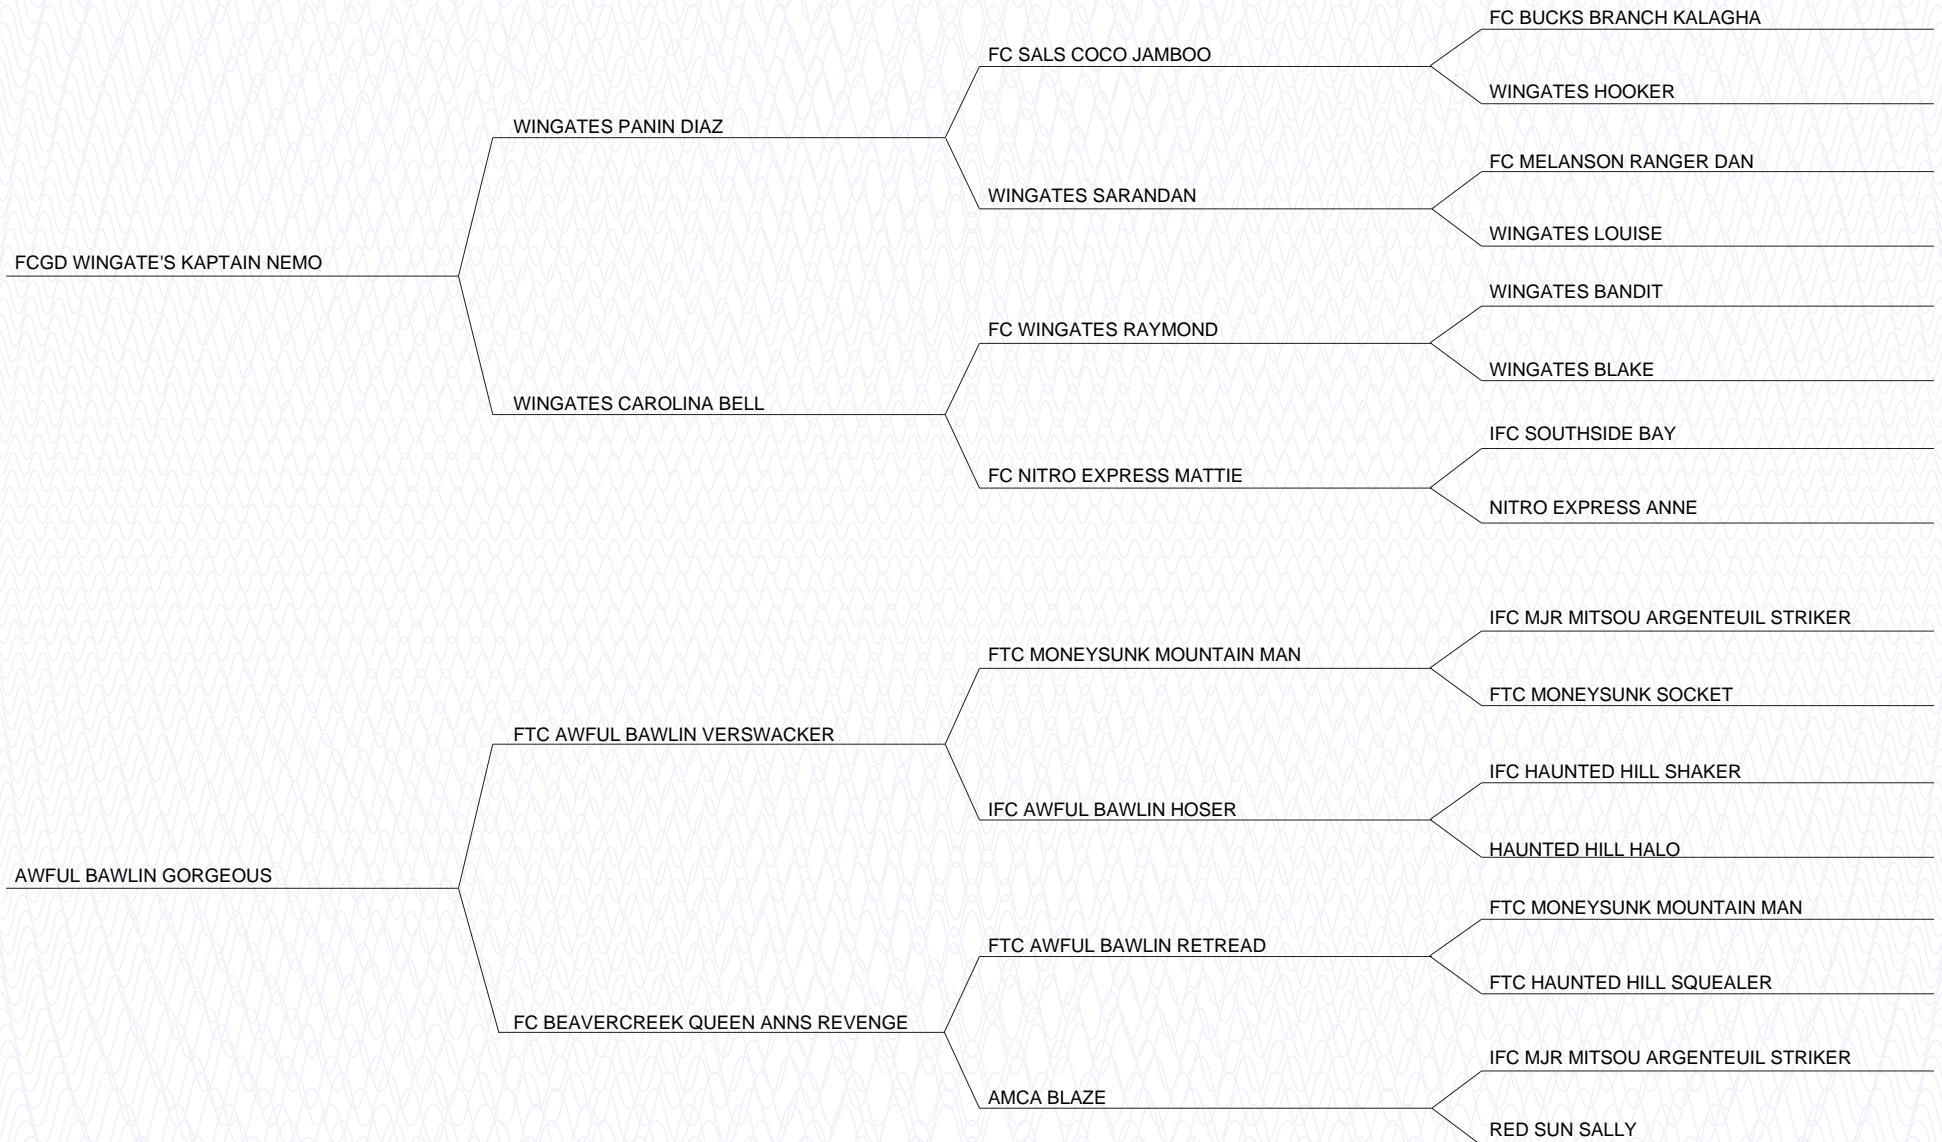 FC BUCKS BRANCH KALAGHA
FC SALS COCO JAMBOO
WINGATES HOOKER
WINGATES PANIN DIAZ
FC MELANSON RANGER DAN
WINGATES SARANDAN
WINGATES LOUISE
FCGD WINGATE'S KAPTAIN NEMO
WINGATES BANDIT
FC WINGATES RAYMOND
WINGATES BLAKE
WINGATES CAROLINA BELL
IFC SOUTHSIDE BAY
FC NITRO EXPRESS MATTIE
NITRO EXPRESS ANNE
IFC MJR MITSOU ARGENTEUIL STRIKER
FTC MONEYSUNK MOUNTAIN MAN
FTC MONEYSUNK SOCKET
FTC AWFUL BAWLIN VERSWACKER
IFC HAUNTED HILL SHAKER
IFC AWFUL BAWLIN HOSER
HAUNTED HILL HALO
AWFUL BAWLIN GORGEOUS
FTC MONEYSUNK MOUNTAIN MAN
FTC AWFUL BAWLIN RETREAD
FTC HAUNTED HILL SQUEALER
FC BEAVERCREEK QUEEN ANNS REVENGE
IFC MJR MITSOU ARGENTEUIL STRIKER
AMCA BLAZE
RED SUN SALLY